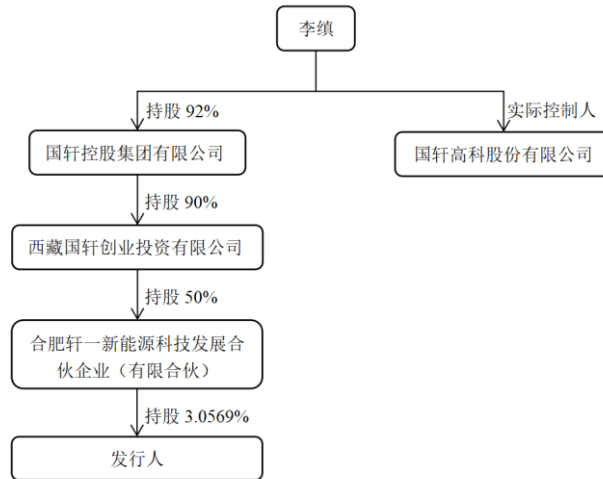 李缜
持股 92%
实际控制人
国轩控股集团有限公司
国轩高科股份有限公司
持股 90%
西藏国轩创业投资有限公司
持股 50%
合肥轩一新能源科技发展合
伙企业（有限合伙）
持股 3.0569%
发行人